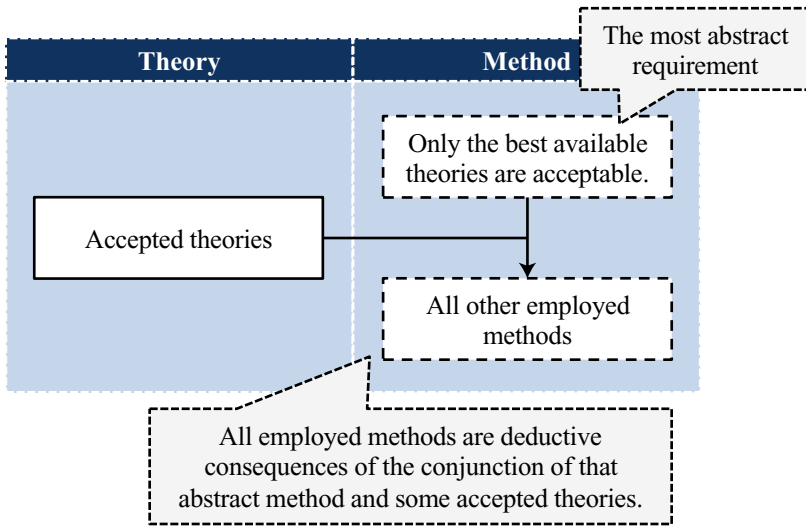 The most abstract
requirement
Theory
Method
Only the best available
theories are acceptable.
Accepted theories
All other employed
methods
All employed methods are deductive
consequences of the conjunction of that
abstract method and some accepted theories.